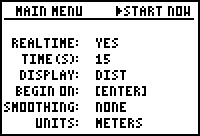 MAIN MENU ▶START NOW
REALTIME: YES
TIME(S): 15
DISPLAY: DIST
BEGIN ON: [ENTER]
SMOOTHING: NONE
UNITS: METERS